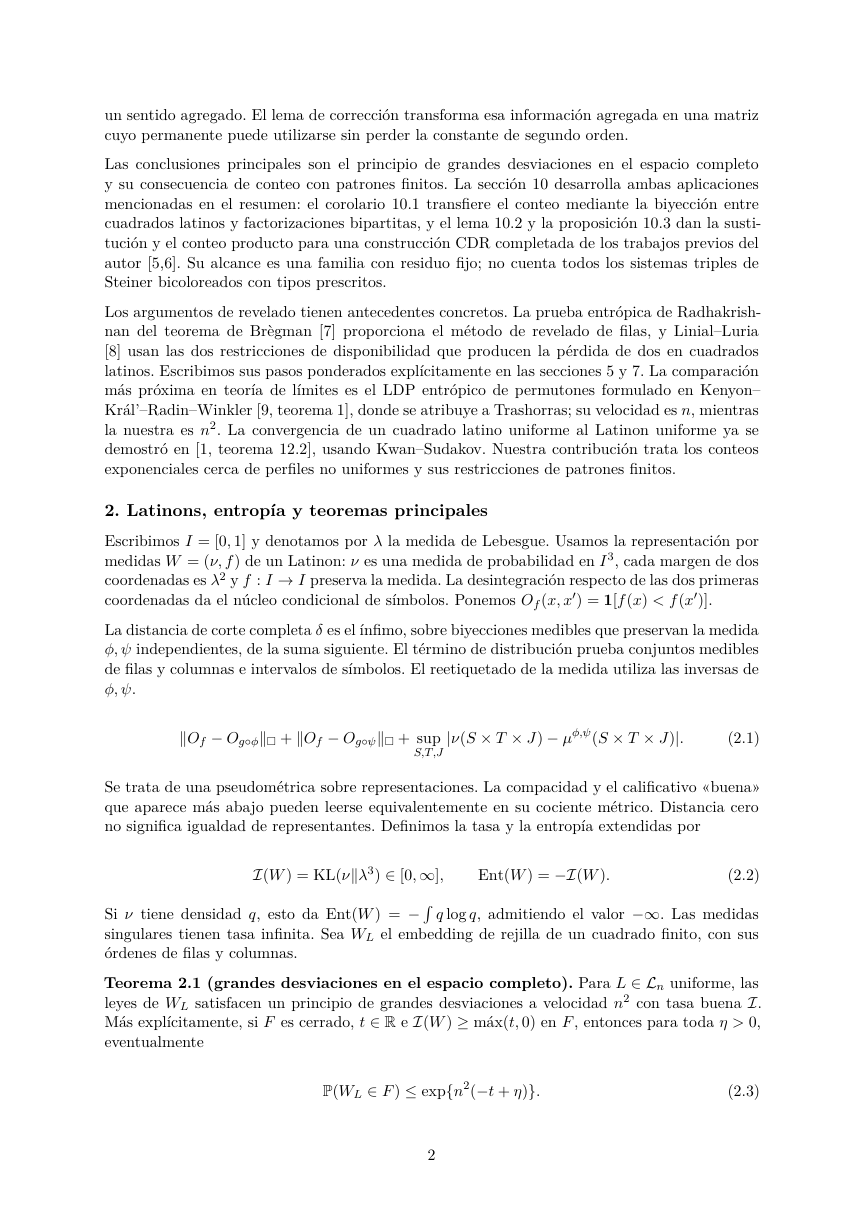 un sentido agregado. El lema de corrección transforma esa información agregada en una matriz
cuyo permanente puede utilizarse sin perder la constante de segundo orden.
Las conclusiones principales son el principio de grandes desviaciones en el espacio completo
y su consecuencia de conteo con patrones finitos. La sección 10 desarrolla ambas aplicaciones
mencionadas en el resumen: el corolario 10.1 transfiere el conteo mediante la biyección entre
cuadrados latinos y factorizaciones bipartitas, y el lema 10.2 y la proposición 10.3 dan la susti-
tución y el conteo producto para una construcción CDR completada de los trabajos previos del
autor [5,6]. Su alcance es una familia con residuo fijo; no cuenta todos los sistemas triples de
Steiner bicoloreados con tipos prescritos.
Los argumentos de revelado tienen antecedentes concretos. La prueba entrópica de Radhakrish-
nan del teorema de Brègman [7] proporciona el método de revelado de filas, y Linial–Luria
[8] usan las dos restricciones de disponibilidad que producen la pérdida de dos en cuadrados
latinos. Escribimos sus pasos ponderados explícitamente en las secciones 5 y 7. La comparación
más próxima en teoría de límites es el LDP entrópico de permutones formulado en Kenyon–
Král'–Radin–Winkler [9, teorema 1], donde se atribuye a Trashorras; su velocidad es n, mientras
la nuestra es n². La convergencia de un cuadrado latino uniforme al Latinon uniforme ya se
demostró en [1, teorema 12.2], usando Kwan–Sudakov. Nuestra contribución trata los conteos
exponenciales cerca de perfiles no uniformes y sus restricciones de patrones finitos.
2. Latinons, entropía y teoremas principales
Escribimos I = [0, 1] y denotamos por λ la medida de Lebesgue. Usamos la representación por
medidas W = (ν, f) de un Latinon: ν es una medida de probabilidad en I³, cada margen de dos
coordenadas es λ² y f : I → I preserva la medida. La desintegración respecto de las dos primeras
coordenadas da el núcleo condicional de símbolos. Ponemos O_f(x, x′) = 1[f(x) < f(x′)].
La distancia de corte completa δ es el ínfimo, sobre biyecciones medibles que preservan la medida
ϕ, ψ independientes, de la suma siguiente. El término de distribución prueba conjuntos medibles
de filas y columnas e intervalos de símbolos. El reetiquetado de la medida utiliza las inversas de
ϕ, ψ.
‖O_f − O_{g∘ϕ}‖_□ + ‖O_f − O_{g∘ψ}‖_□ + sup_{S,T,J} |ν(S × T × J) − μ^{ϕ,ψ}(S × T × J)|. (2.1)
Se trata de una pseudométrica sobre representaciones. La compacidad y el calificativo «buena»
que aparece más abajo pueden leerse equivalentemente en su cociente métrico. Distancia cero
no significa igualdad de representantes. Definimos la tasa y la entropía extendidas por
ℐ(W) = KL(ν‖λ³) ∈ [0, ∞], Ent(W) = −ℐ(W). (2.2)
Si ν tiene densidad q, esto da Ent(W) = − ∫ q log q, admitiendo el valor −∞. Las medidas
singulares tienen tasa infinita. Sea W_L el embedding de rejilla de un cuadrado finito, con sus
órdenes de filas y columnas.
Teorema 2.1 (grandes desviaciones en el espacio completo). Para L ∈ ℒ_n uniforme, las
leyes de W_L satisfacen un principio de grandes desviaciones a velocidad n² con tasa buena ℐ.
Más explícitamente, si F es cerrado, t ∈ ℝ e ℐ(W) ≥ máx(t, 0) en F, entonces para toda η > 0,
eventualmente
ℙ(W_L ∈ F) ≤ exp{n²(−t + η)}. (2.3)
2